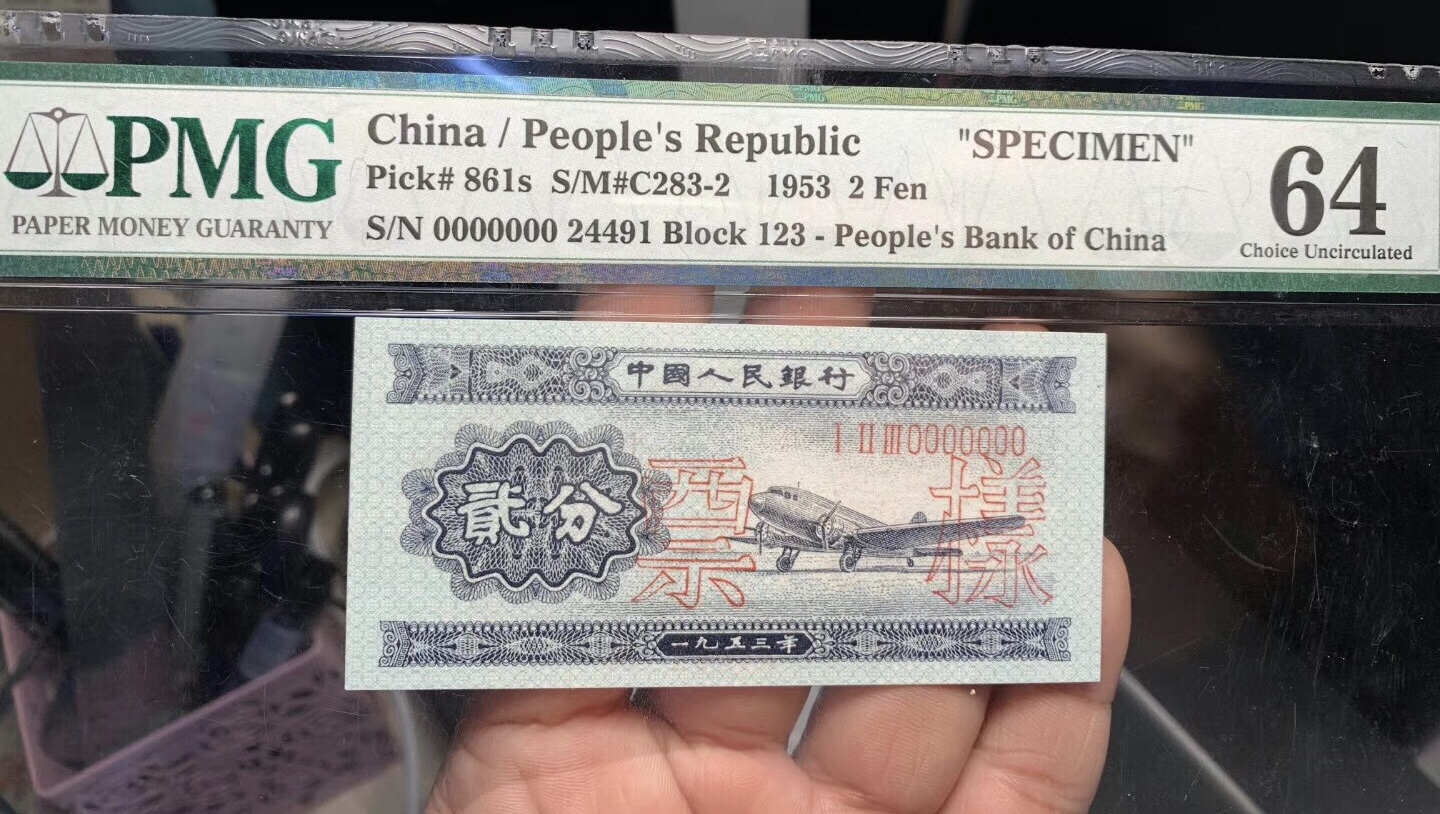 PMG
PAPER MONEY GUARANTY
China / People's Republic "SPECIMEN"
Pick# 861s S/M#C283-2 1953 2 Fen
S/N 0000000 24491 Block 123 - People's Bank of China
64
Choice Uncirculated
中國人民銀行
I II III 0000000
貳分
票樣
一九五三年